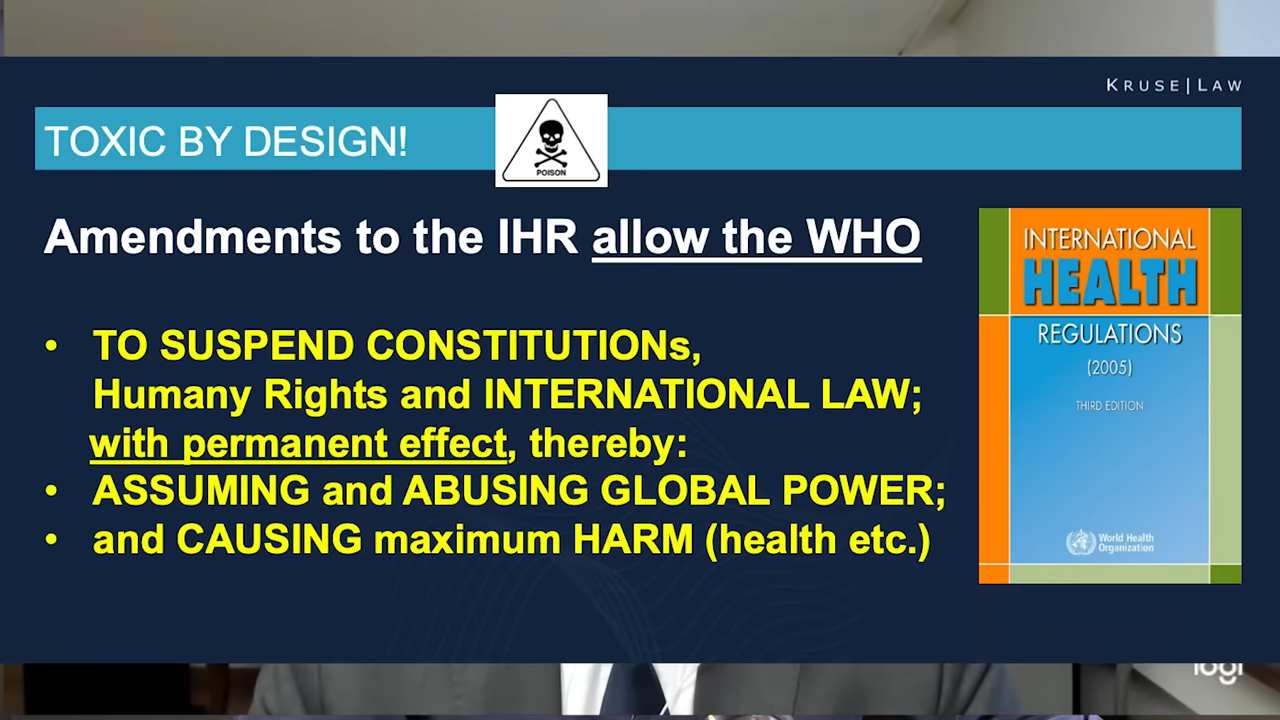 KRUSE|LAW
TOXIC BY DESIGN!
POISON
Amendments to the IHR allow the WHO
• TO SUSPEND CONSTITUTIONs,
Humany Rights and INTERNATIONAL LAW;
with permanent effect, thereby:
• ASSUMING and ABUSING GLOBAL POWER;
• and CAUSING maximum HARM (health etc.)
INTERNATIONAL
HEALTH
REGULATIONS
(2005)
THIRD EDITION
World Health
Organization
logi